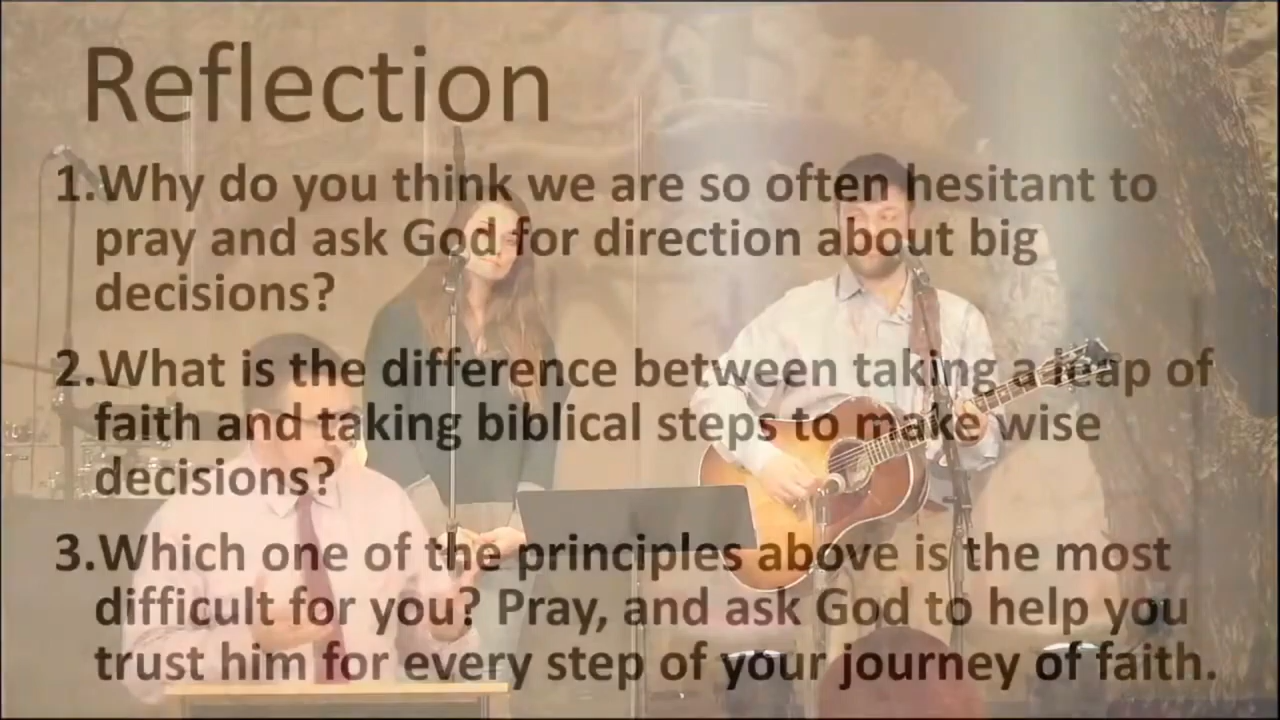 Reflection
1.Why do you think we are so often hesitant to
pray and ask God for direction about big
decisions?
2.What is the difference between taking a leap of
faith and taking biblical steps to make wise
decisions?
3.Which one of the principles above is the most
difficult for you? Pray, and ask God to help you
trust him for every step of your journey of faith.